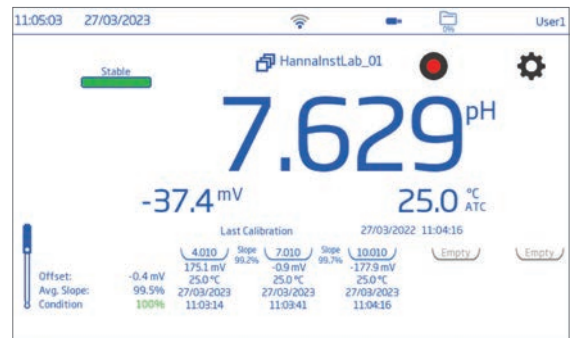 11:05:03 27/03/2023 0% User1
Stable HannaInstLab_01
7.629 pH
-37.4 mV 25.0 °C ATC
Last Calibration 27/03/2022 11:04:16
4.010 Slope 99.2% 7.010 Slope 99.7% 10.010 Empty Empty
175.1 mV -0.9 mV -177.9 mV
Offset: -0.4 mV 25.0 °C 25.0 °C 25.0 °C
Avg. Slope: 99.5% 27/03/2023 27/03/2023 27/03/2023
Condition 100% 11:03:14 11:03:41 11:04:16